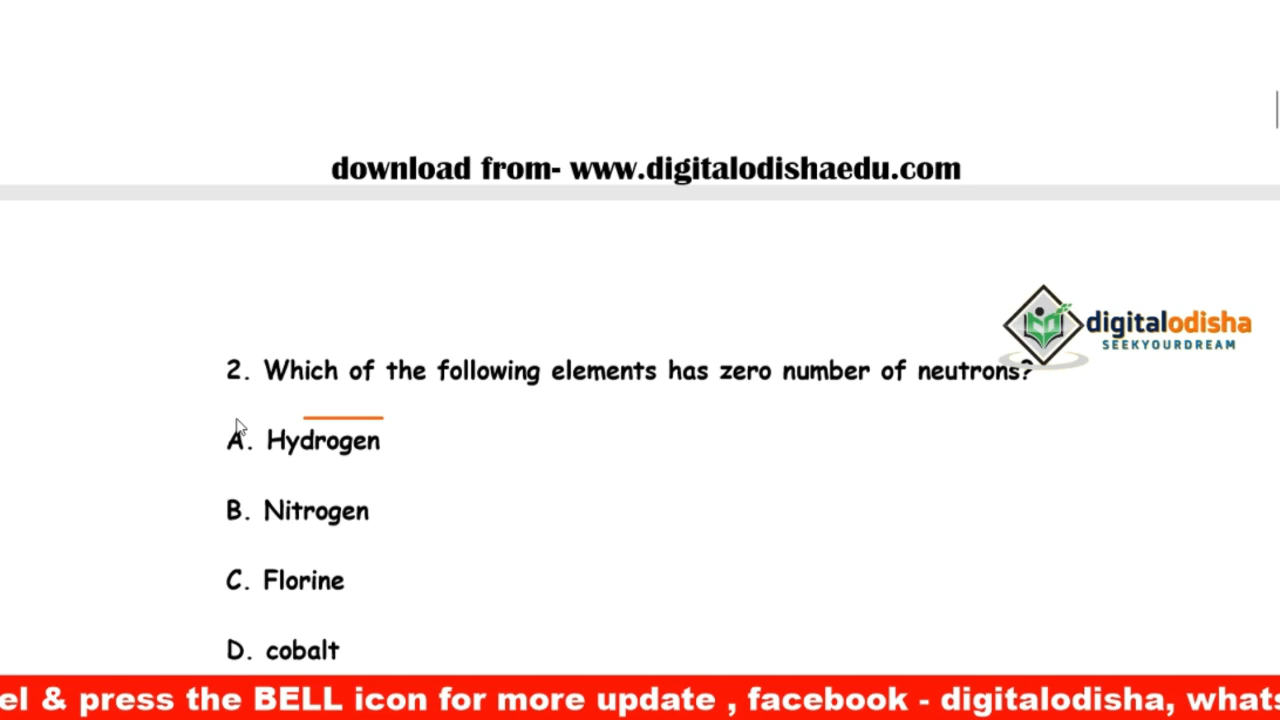 download from- www.digitalodishaedu.com
digitalodisha
SEEKYOURDREAM
2. Which of the following elements has zero number of neutrons?
A. Hydrogen
B. Nitrogen
C. Florine
D. cobalt
el & press the BELL icon for more update , facebook - digitalodisha, whats